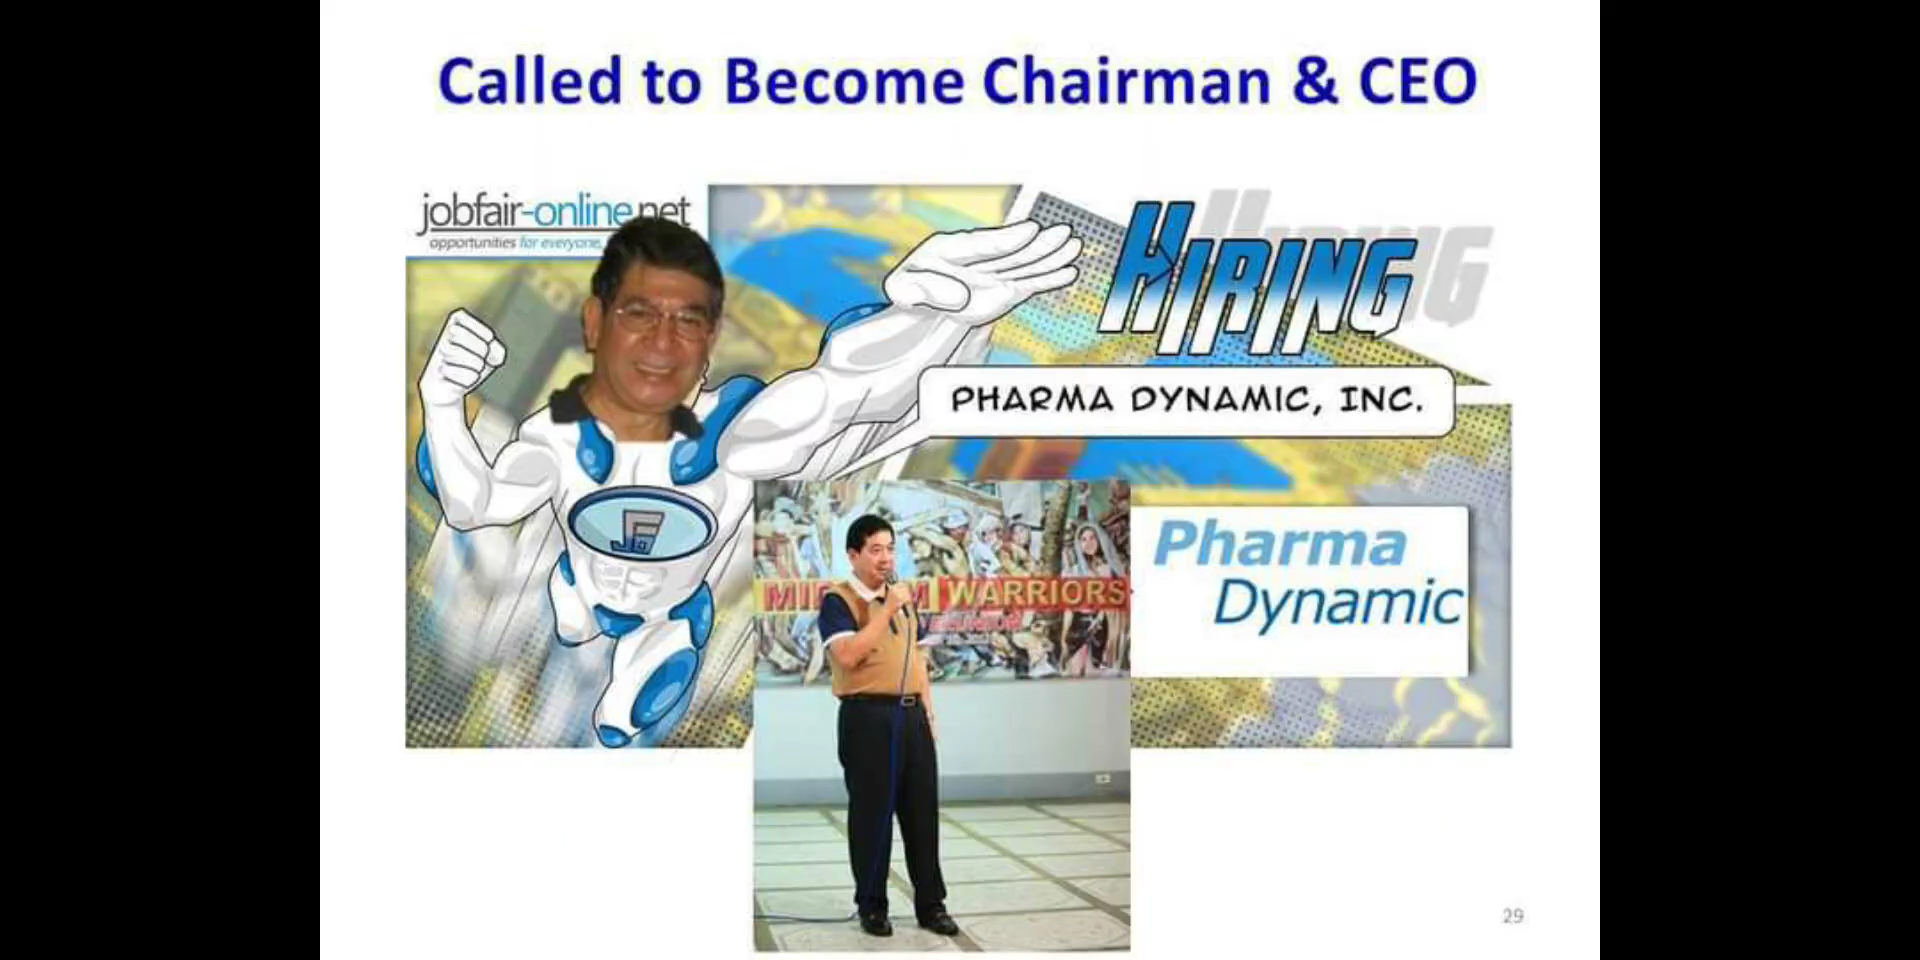 Called to Become Chairman & CEO
jobfair-online.net
opportunities for everyone,
HIRING
PHARMA DYNAMIC, INC.
Pharma
Dynamic
WARRIORS
REUNION
29